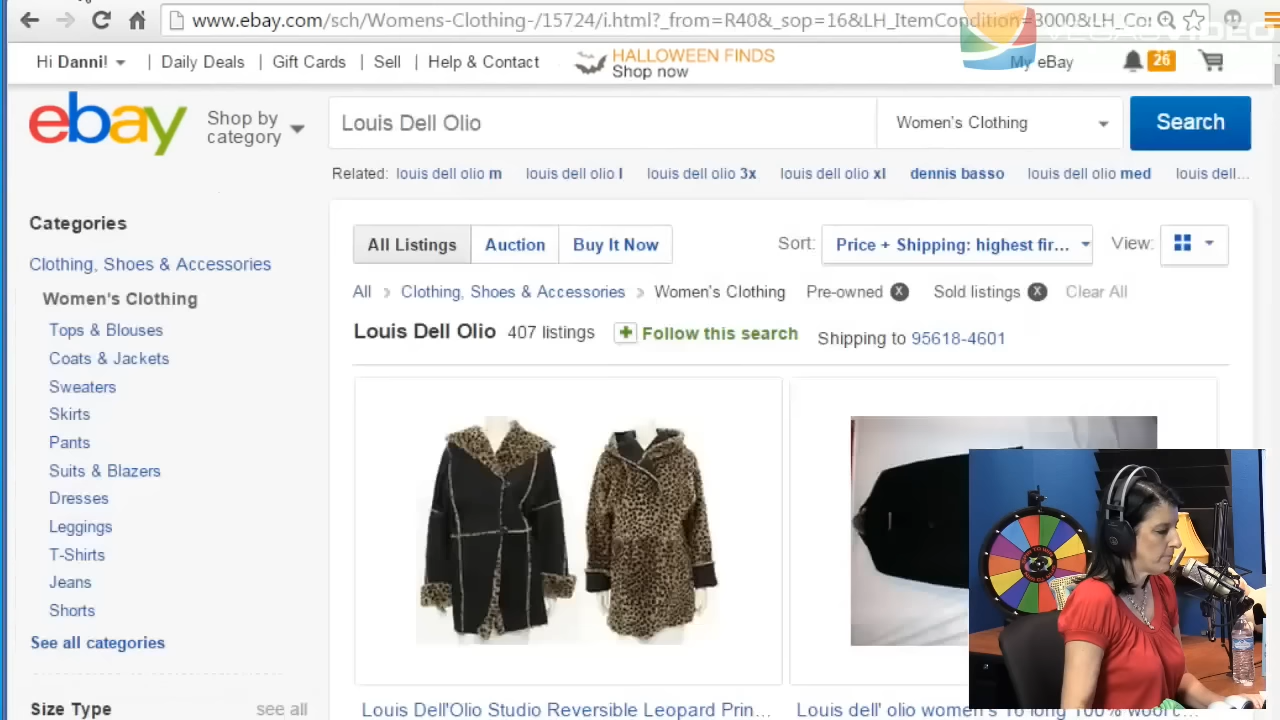 www.ebay.com/sch/Womens-Clothing-/15724/i.html?_from=R40&_sop=16&LH_ItemCondition=3000&LH_Co
Hi Danni! | Daily Deals | Gift Cards | Sell | Help & Contact
HALLOWEEN FINDS
Shop now
My eBay
26
VEGAS VIDEO
ebay
Shop by category
Louis Dell Olio
Women's Clothing
Search
Related: louis dell olio m louis dell olio l louis dell olio 3x louis dell olio xl dennis basso louis dell olio med louis dell...
Categories
Clothing, Shoes & Accessories
Women's Clothing
Tops & Blouses
Coats & Jackets
Sweaters
Skirts
Pants
Suits & Blazers
Dresses
Leggings
T-Shirts
Jeans
Shorts
See all categories
Size Type see all
All Listings Auction Buy It Now
Sort: Price + Shipping: highest fir... View:
All > Clothing, Shoes & Accessories > Women's Clothing Pre-owned X Sold listings X Clear All
Louis Dell Olio 407 listings + Follow this search Shipping to 95618-4601
Louis Dell'Olio Studio Reversible Leopard Prin...
Louis dell' olio women's 16 long 100% wool c...